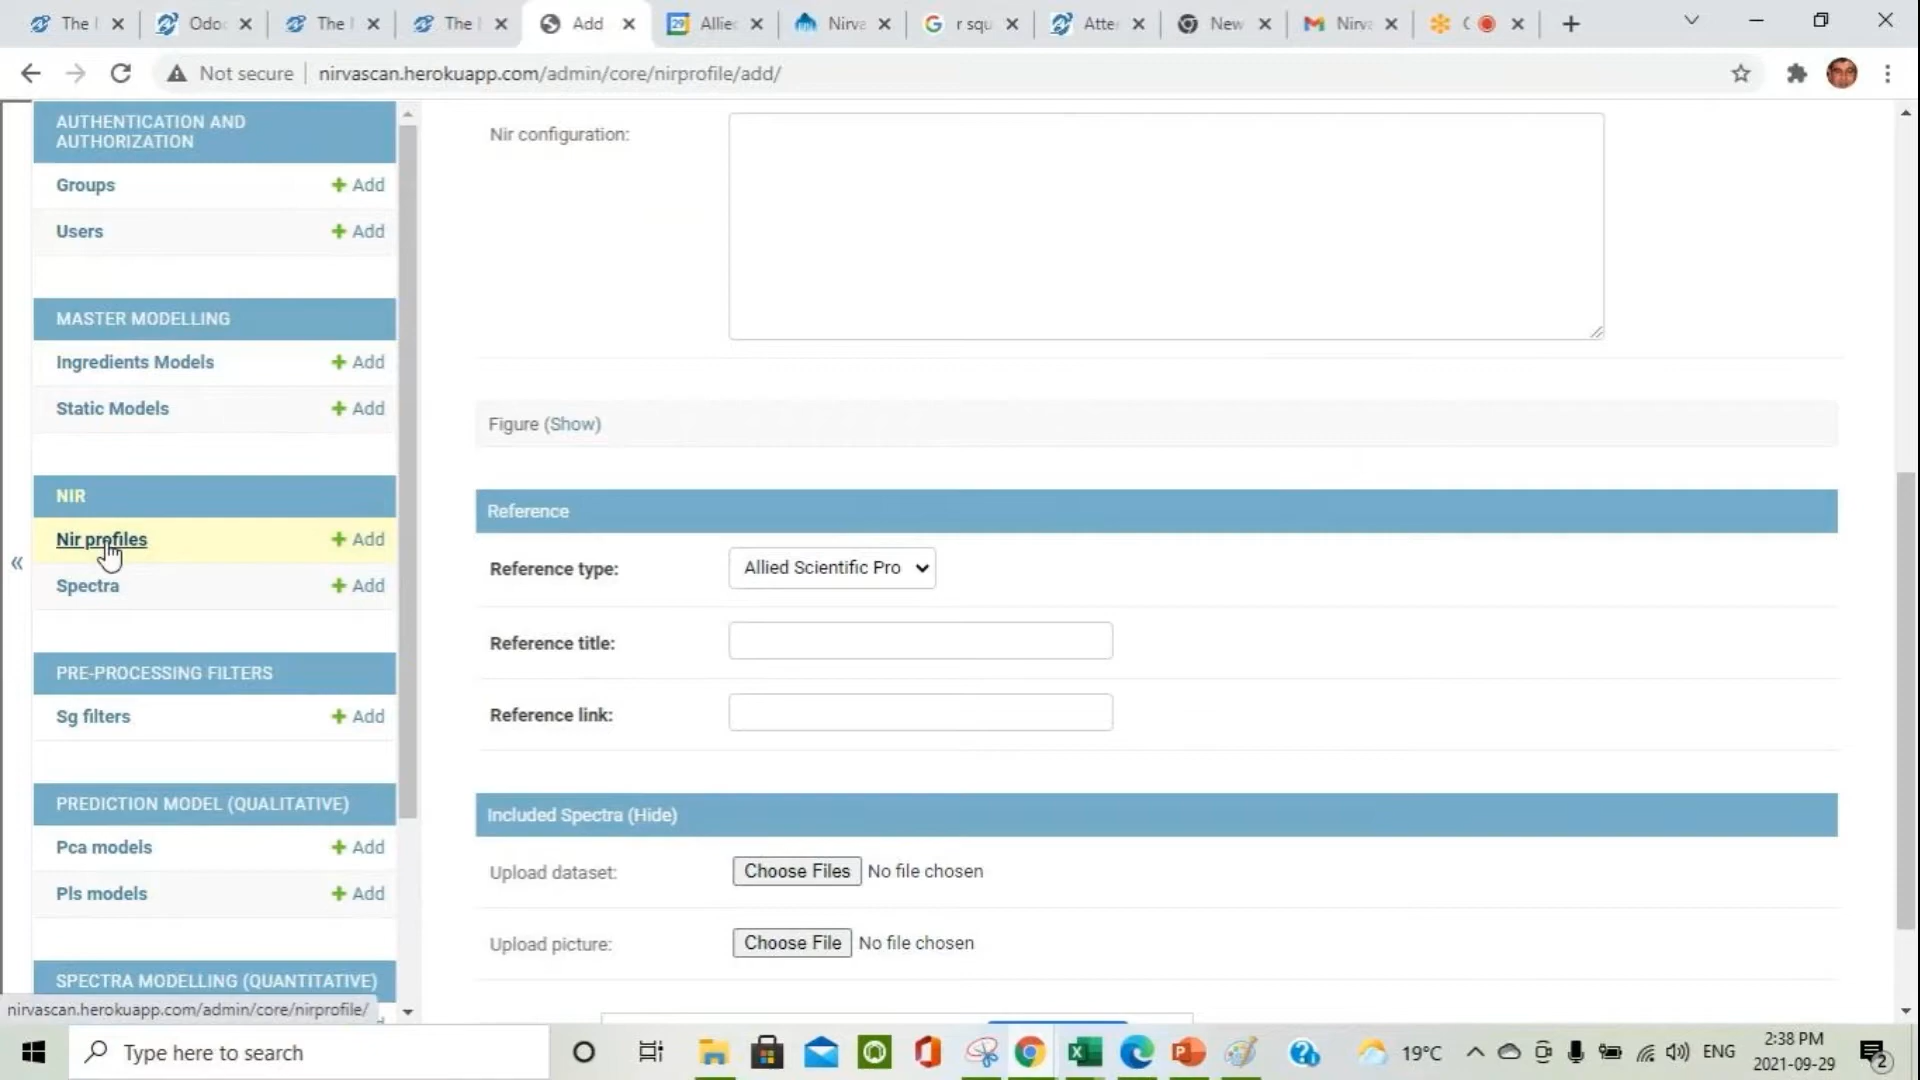 The
Odoo
The
The
Add
29
Allied
Nirva
G
r squ
Atte
New
Nirva
Not secure
nirvascan.herokuapp.com/admin/core/nirprofile/add/
AUTHENTICATION AND
AUTHORIZATION
Groups
Add
Users
Add
MASTER MODELLING
Ingredients Models
Add
Static Models
Add
NIR
Nir profiles
Add
Spectra
Add
PRE-PROCESSING FILTERS
Sg filters
Add
PREDICTION MODEL (QUALITATIVE)
Pca models
Add
Pls models
Add
SPECTRA MODELLING (QUANTITATIVE)
nirvascan.herokuapp.com/admin/core/nirprofile/
«
Nir configuration:
Figure (Show)
Reference
Reference type:
Allied Scientific Pro
Reference title:
Reference link:
Included Spectra (Hide)
Upload dataset:
Choose Files No file chosen
Upload picture:
Choose File No file chosen
Type here to search
19°C
ENG
2:38 PM
2021-09-29
2